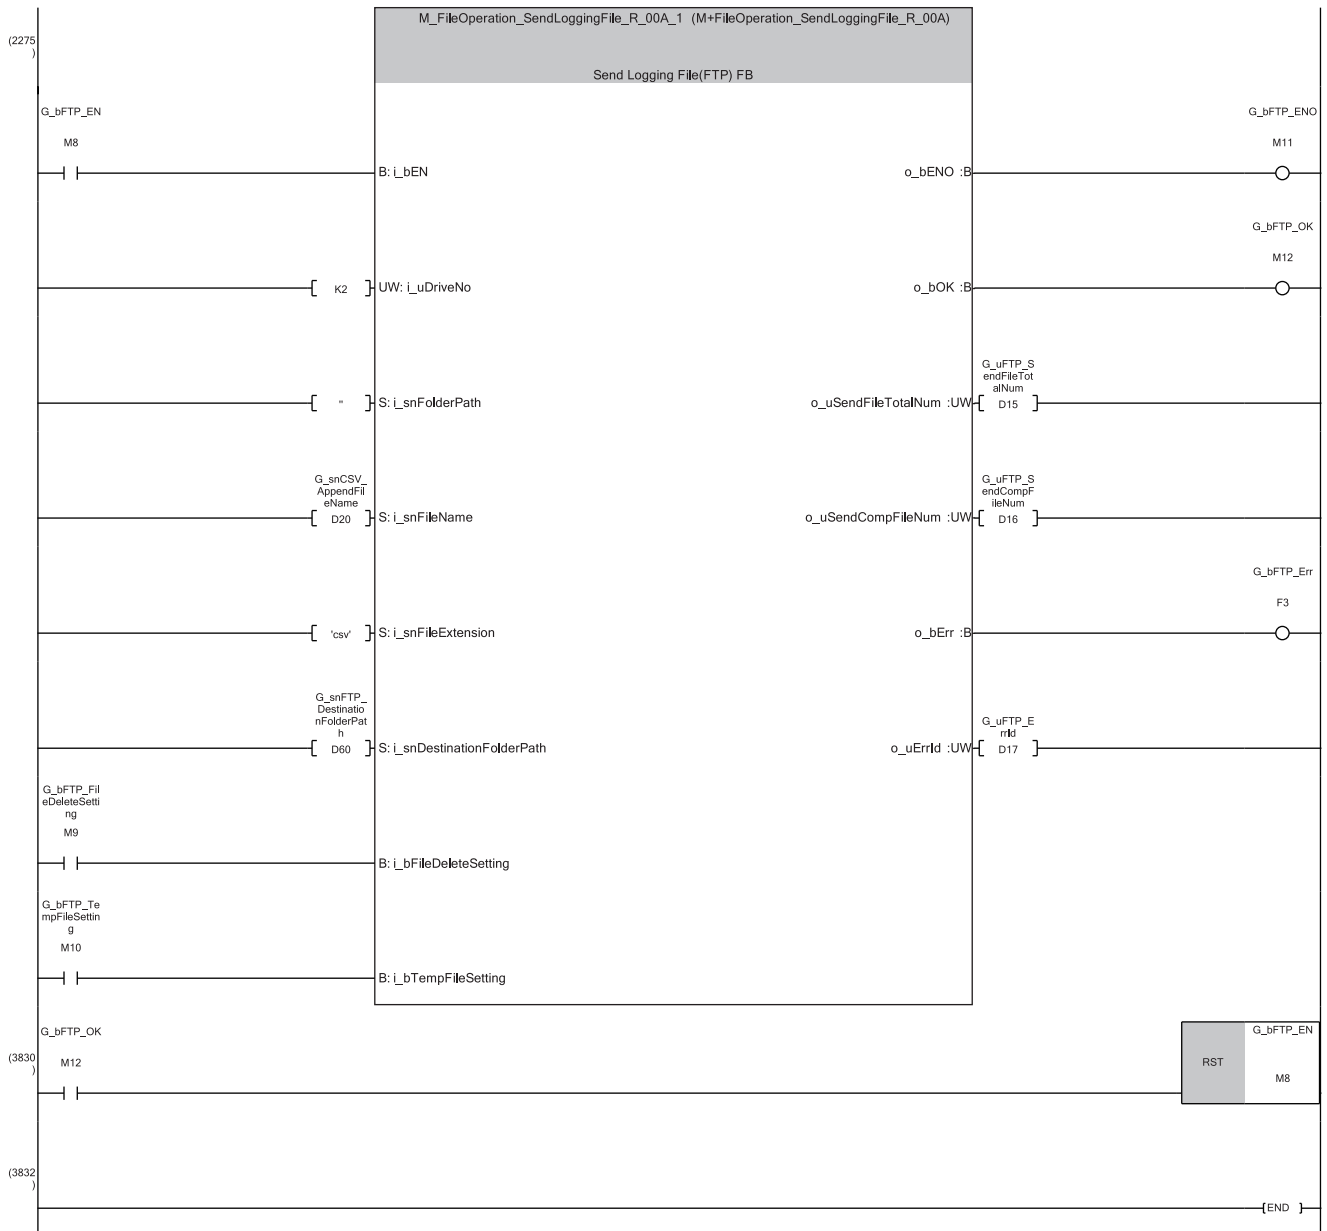 M_FileOperation_SendLoggingFile_R_00A_1 (M+FileOperation_SendLoggingFile_R_00A)
(2275
)
Send Logging File(FTP) FB
G_bFTP_EN
G_bFTP_ENO
M8
M11
B: i_bEN
o_bENO :B
G_bFTP_OK
M12
K2
UW: i_uDriveNo
o_bOK :B
G_uFTP_S
endFileTot
alNum
''
S: i_snFolderPath
o_uSendFileTotalNum :UW
D15
G_snCSV_
AppendFil
eName
G_uFTP_S
endCompF
ileNum
D20
S: i_snFileName
o_uSendCompFileNum :UW
D16
G_bFTP_Err
F3
'csv'
S: i_snFileExtension
o_bErr :B
G_snFTP_
Destinatio
nFolderPat
h
G_uFTP_E
rrId
D60
S: i_snDestinationFolderPath
o_uErrId :UW
D17
G_bFTP_Fil
eDeleteSetti
ng
M9
B: i_bFileDeleteSetting
G_bFTP_Te
mpFileSettin
g
M10
B: i_bTempFileSetting
G_bFTP_OK
G_bFTP_EN
(3830
)
M12
RST
M8
(3832
)
END